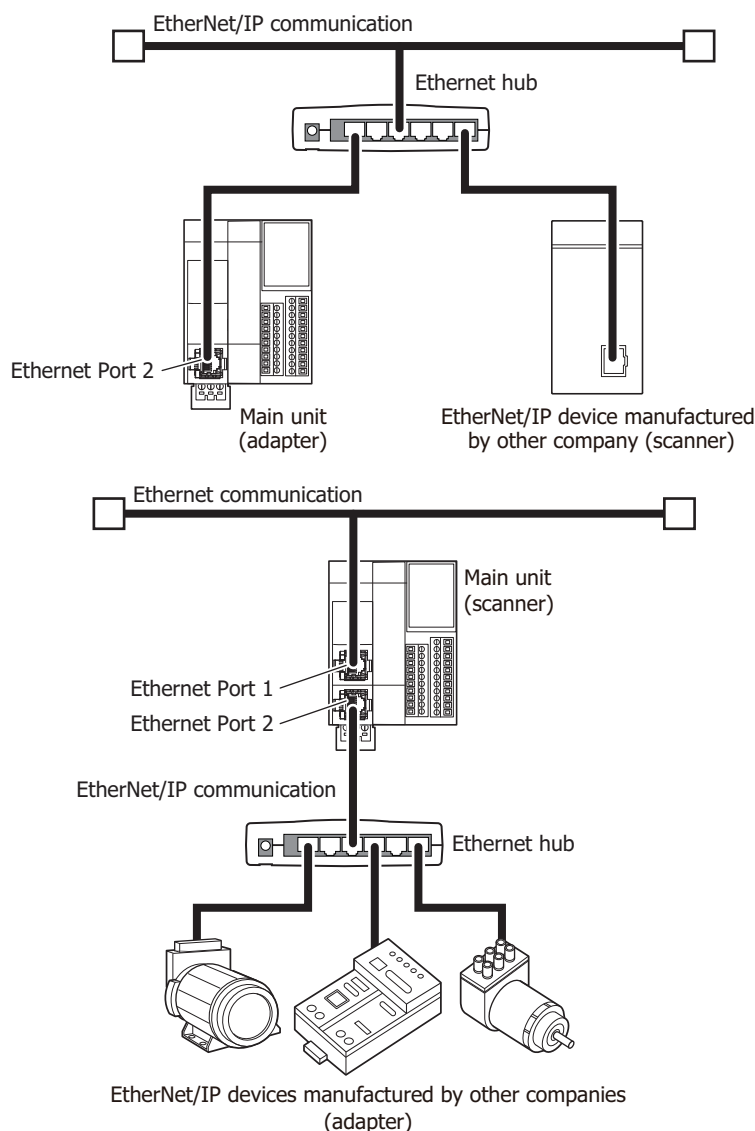 EtherNet/IP communication
Ethernet hub
Ethernet Port 2
Main unit
(adapter)
EtherNet/IP device manufactured
by other company (scanner)
Ethernet communication
Main unit
(scanner)
Ethernet Port 1
Ethernet Port 2
EtherNet/IP communication
Ethernet hub
EtherNet/IP devices manufactured by other companies
(adapter)